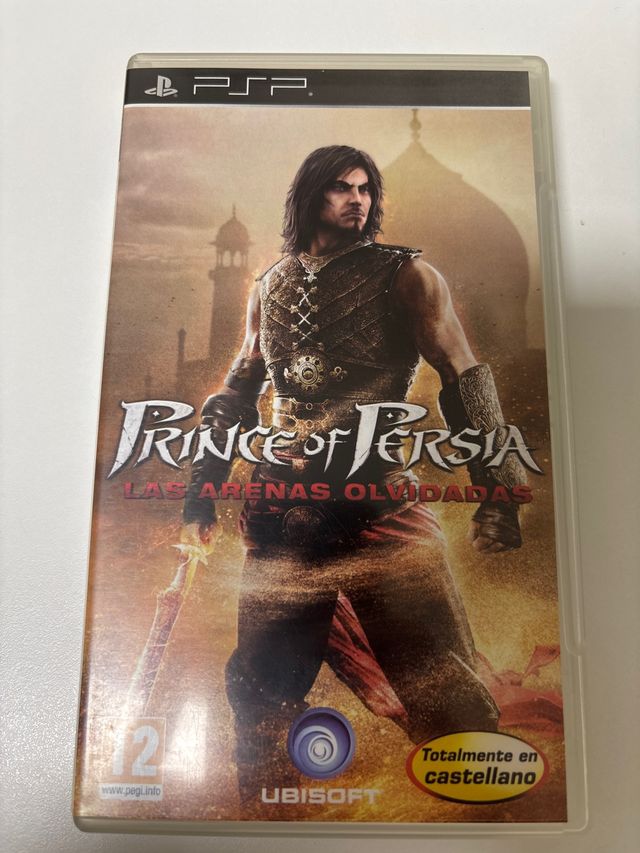 PSP
PRINCE OF PERSIA
LAS ARENAS OLVIDADAS
12
www.pegi.info
UBISOFT
Totalmente en
castellano